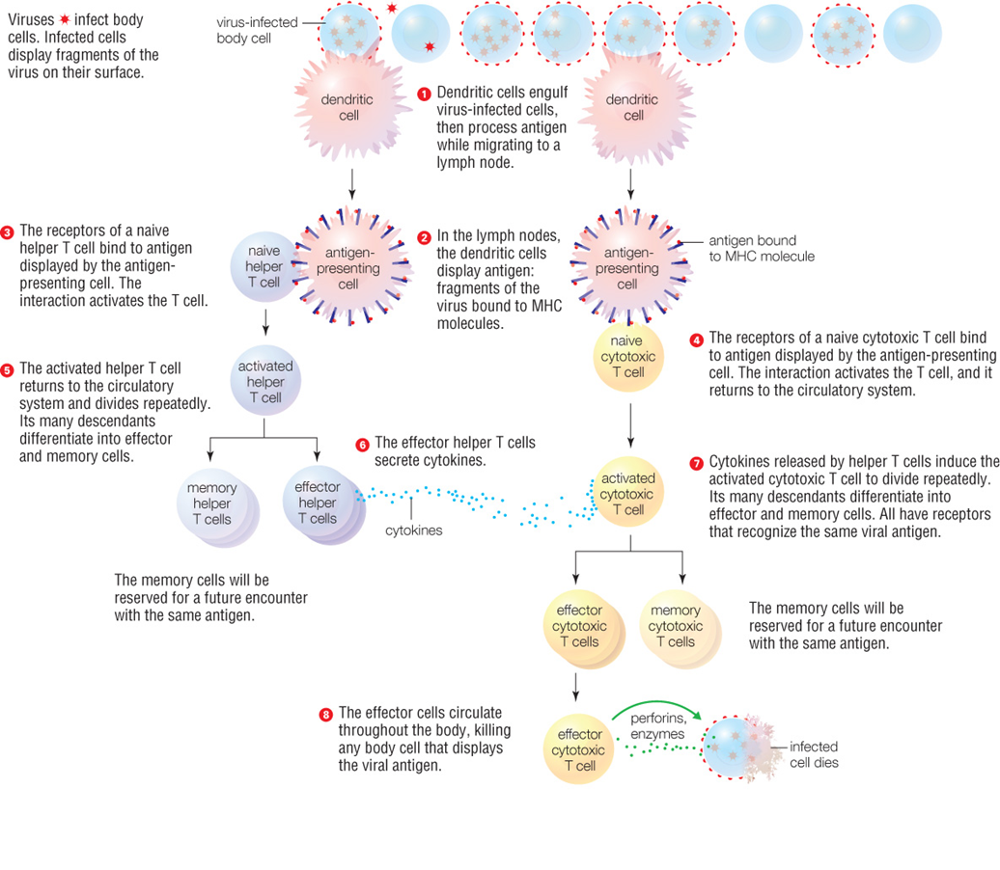 Viruses infect body
cells. Infected cells
display fragments of the
virus on their surface.
virus-infected
body cell
dendritic
cell
1 Dendritic cells engulf
virus-infected cells,
then process antigen
while migrating to a
lymph node.
dendritic
cell
3 The receptors of a naive
helper T cell bind to antigen
displayed by the antigen-
presenting cell. The
interaction activates the T cell.
naive
helper
T cell
antigen-
presenting
cell
2 In the lymph nodes,
the dendritic cells
display antigen:
fragments of the
virus bound to MHC
molecules.
antigen-
presenting
cell
antigen bound
to MHC molecule
naive
cytotoxic
T cell
4 The receptors of a naive cytotoxic T cell bind
to antigen displayed by the antigen-presenting
cell. The interaction activates the T cell, and it
returns to the circulatory system.
5 The activated helper T cell
returns to the circulatory
system and divides repeatedly.
Its many descendants
differentiate into effector
and memory cells.
activated
helper
T cell
6 The effector helper T cells
secrete cytokines.
memory
helper
T cells
effector
helper
T cells
cytokines
activated
cytotoxic
T cell
7 Cytokines released by helper T cells induce the
activated cytotoxic T cell to divide repeatedly.
Its many descendants differentiate into
effector and memory cells. All have receptors
that recognize the same viral antigen.
The memory cells will be
reserved for a future encounter
with the same antigen.
effector
cytotoxic
T cells
memory
cytotoxic
T cells
The memory cells will be
reserved for a future encounter
with the same antigen.
8 The effector cells circulate
throughout the body, killing
any body cell that displays
the viral antigen.
effector
cytotoxic
T cell
perforins,
enzymes
infected
cell dies